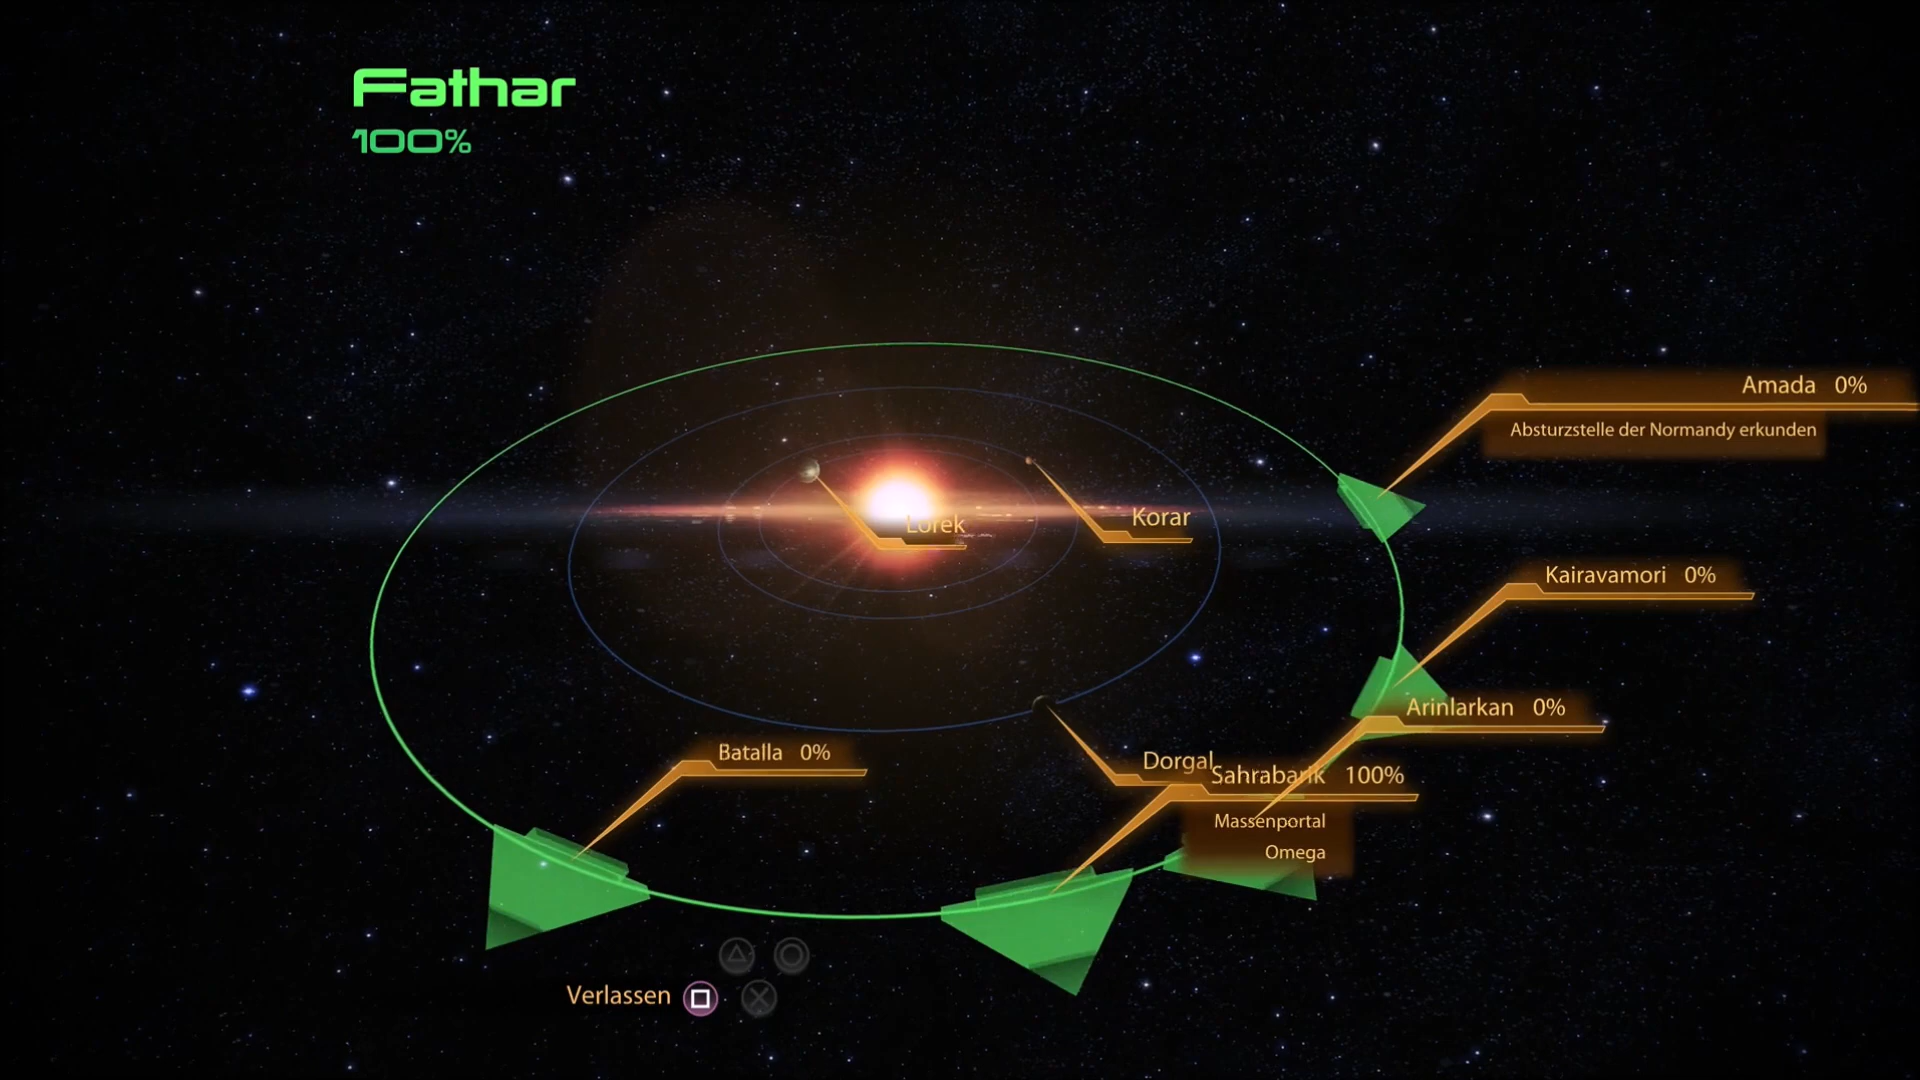 Fathar
100%
Amada 0%
Absturzstelle der Normandy erkunden
Lorek
Korar
Kairavamori 0%
Arinlarkan 0%
Batalla 0%
Dorgal
Sahrabarik 100%
Massenportal
Omega
Verlassen